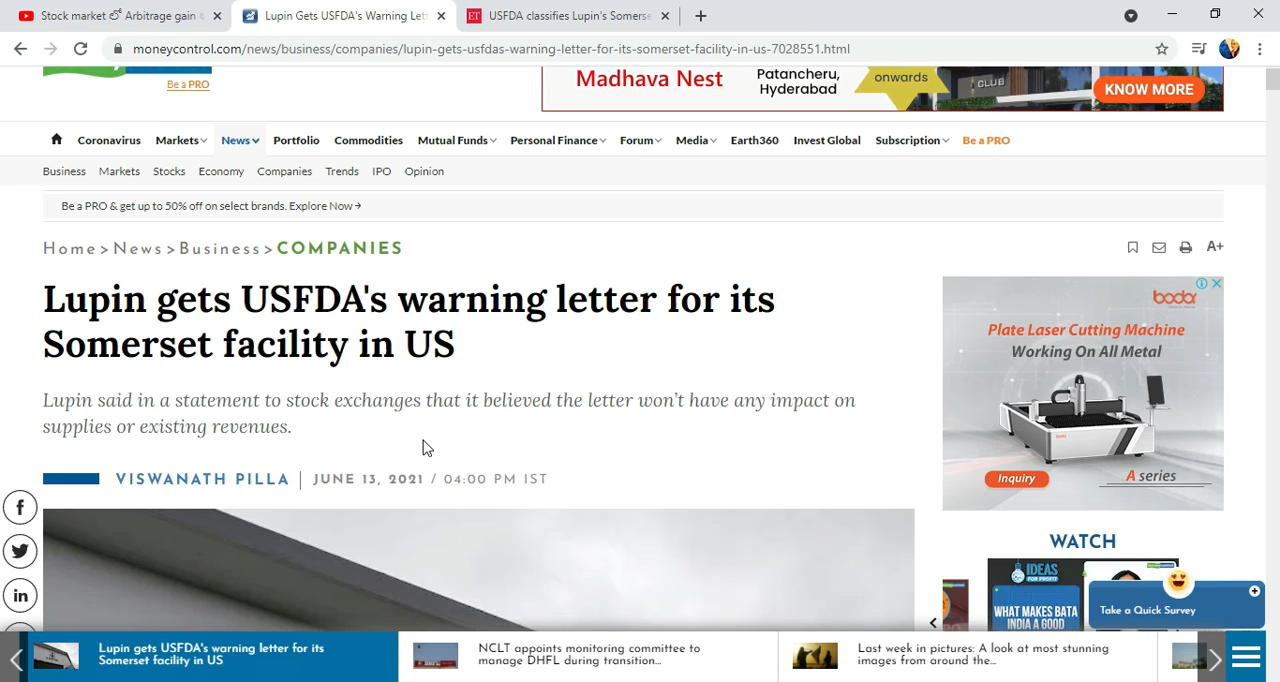 Stock market లో Arbitrage gain
Lupin Gets USFDA's Warning Lett
USFDA classifies Lupin's Somerse
moneycontrol.com/news/business/companies/lupin-gets-usfdas-warning-letter-for-its-somerset-facility-in-us-7028551.html
Be a PRO
Madhava Nest
Patancheru,
Hyderabad
onwards
CLUB
KNOW MORE
Coronavirus Markets News Portfolio Commodities Mutual Funds Personal Finance Forum Media Earth360 Invest Global Subscription Be a PRO
Business Markets Stocks Economy Companies Trends IPO Opinion
Be a PRO & get up to 50% off on select brands. Explore Now →
Home > News > Business > COMPANIES
A+
Lupin gets USFDA's warning letter for its
Somerset facility in US
Lupin said in a statement to stock exchanges that it believed the letter won't have any impact on
supplies or existing revenues.
VISWANATH PILLA | JUNE 13, 2021 / 04:00 PM IST
bodor
Plate Laser Cutting Machine
Working On All Metal
Inquiry
A series
WATCH
IDEAS
FOR PROFIT
WHAT MAKES BATA
INDIA A GOOD
Take a Quick Survey
Lupin gets USFDA's warning letter for its
Somerset facility in US
NCLT appoints monitoring committee to
manage DHFL during transition...
Last week in pictures: A look at most stunning
images from around the...